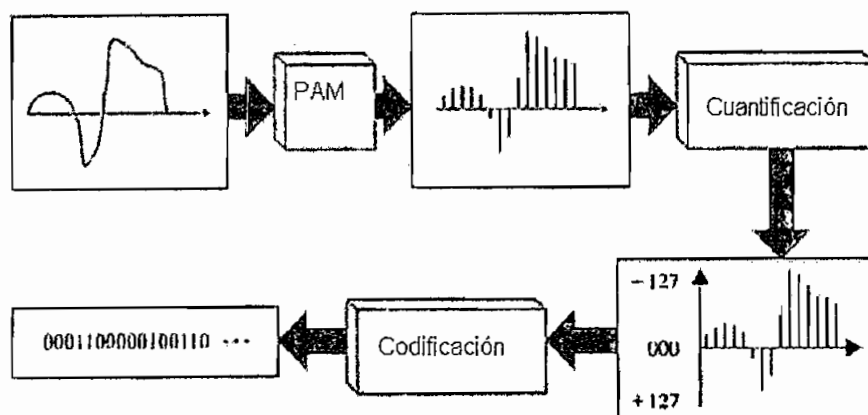 PAM
Cuantificación
-127
000
+127
Codificación
0001100000100110 ...